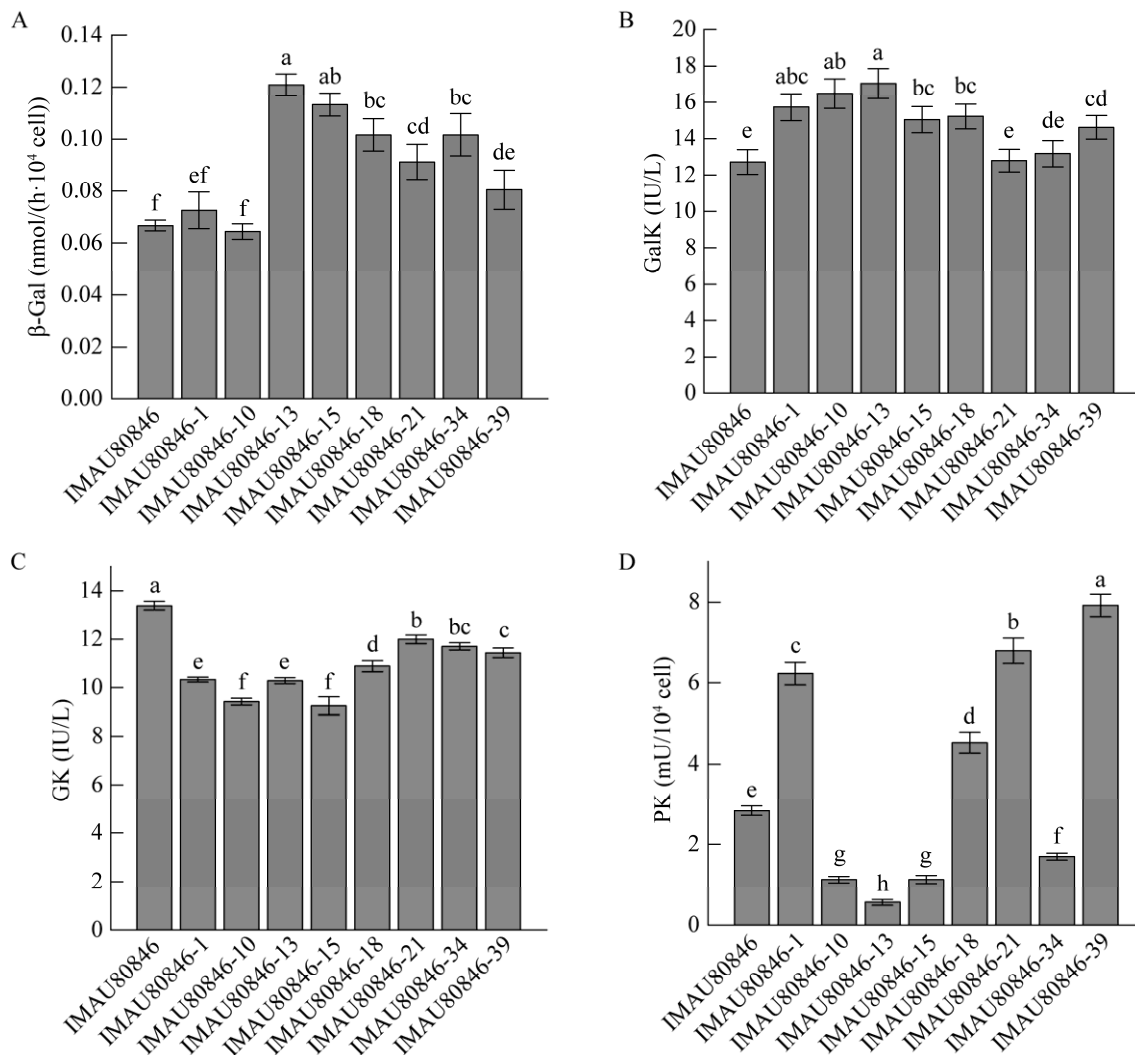 A
β-Gal (nmol/(h·10⁴ cell))
0.14
0.12
0.10
0.08
0.06
0.04
0.02
0.00
f
ef
f
a
ab
bc
cd
bc
de
IMAU80846
IMAU80846-1
IMAU80846-10
IMAU80846-13
IMAU80846-15
IMAU80846-18
IMAU80846-21
IMAU80846-34
IMAU80846-39
B
GalK (IU/L)
20
18
16
14
12
10
8
6
4
2
0
e
abc
ab
a
bc
bc
e
de
cd
IMAU80846
IMAU80846-1
IMAU80846-10
IMAU80846-13
IMAU80846-15
IMAU80846-18
IMAU80846-21
IMAU80846-34
IMAU80846-39
C
GK (IU/L)
14
12
10
8
6
4
2
0
a
e
f
e
f
d
b
bc
c
IMAU80846
IMAU80846-1
IMAU80846-10
IMAU80846-13
IMAU80846-15
IMAU80846-18
IMAU80846-21
IMAU80846-34
IMAU80846-39
D
PK (mU/10⁴ cell)
8
6
4
2
0
e
c
g
h
g
d
b
f
a
IMAU80846
IMAU80846-1
IMAU80846-10
IMAU80846-13
IMAU80846-15
IMAU80846-18
IMAU80846-21
IMAU80846-34
IMAU80846-39